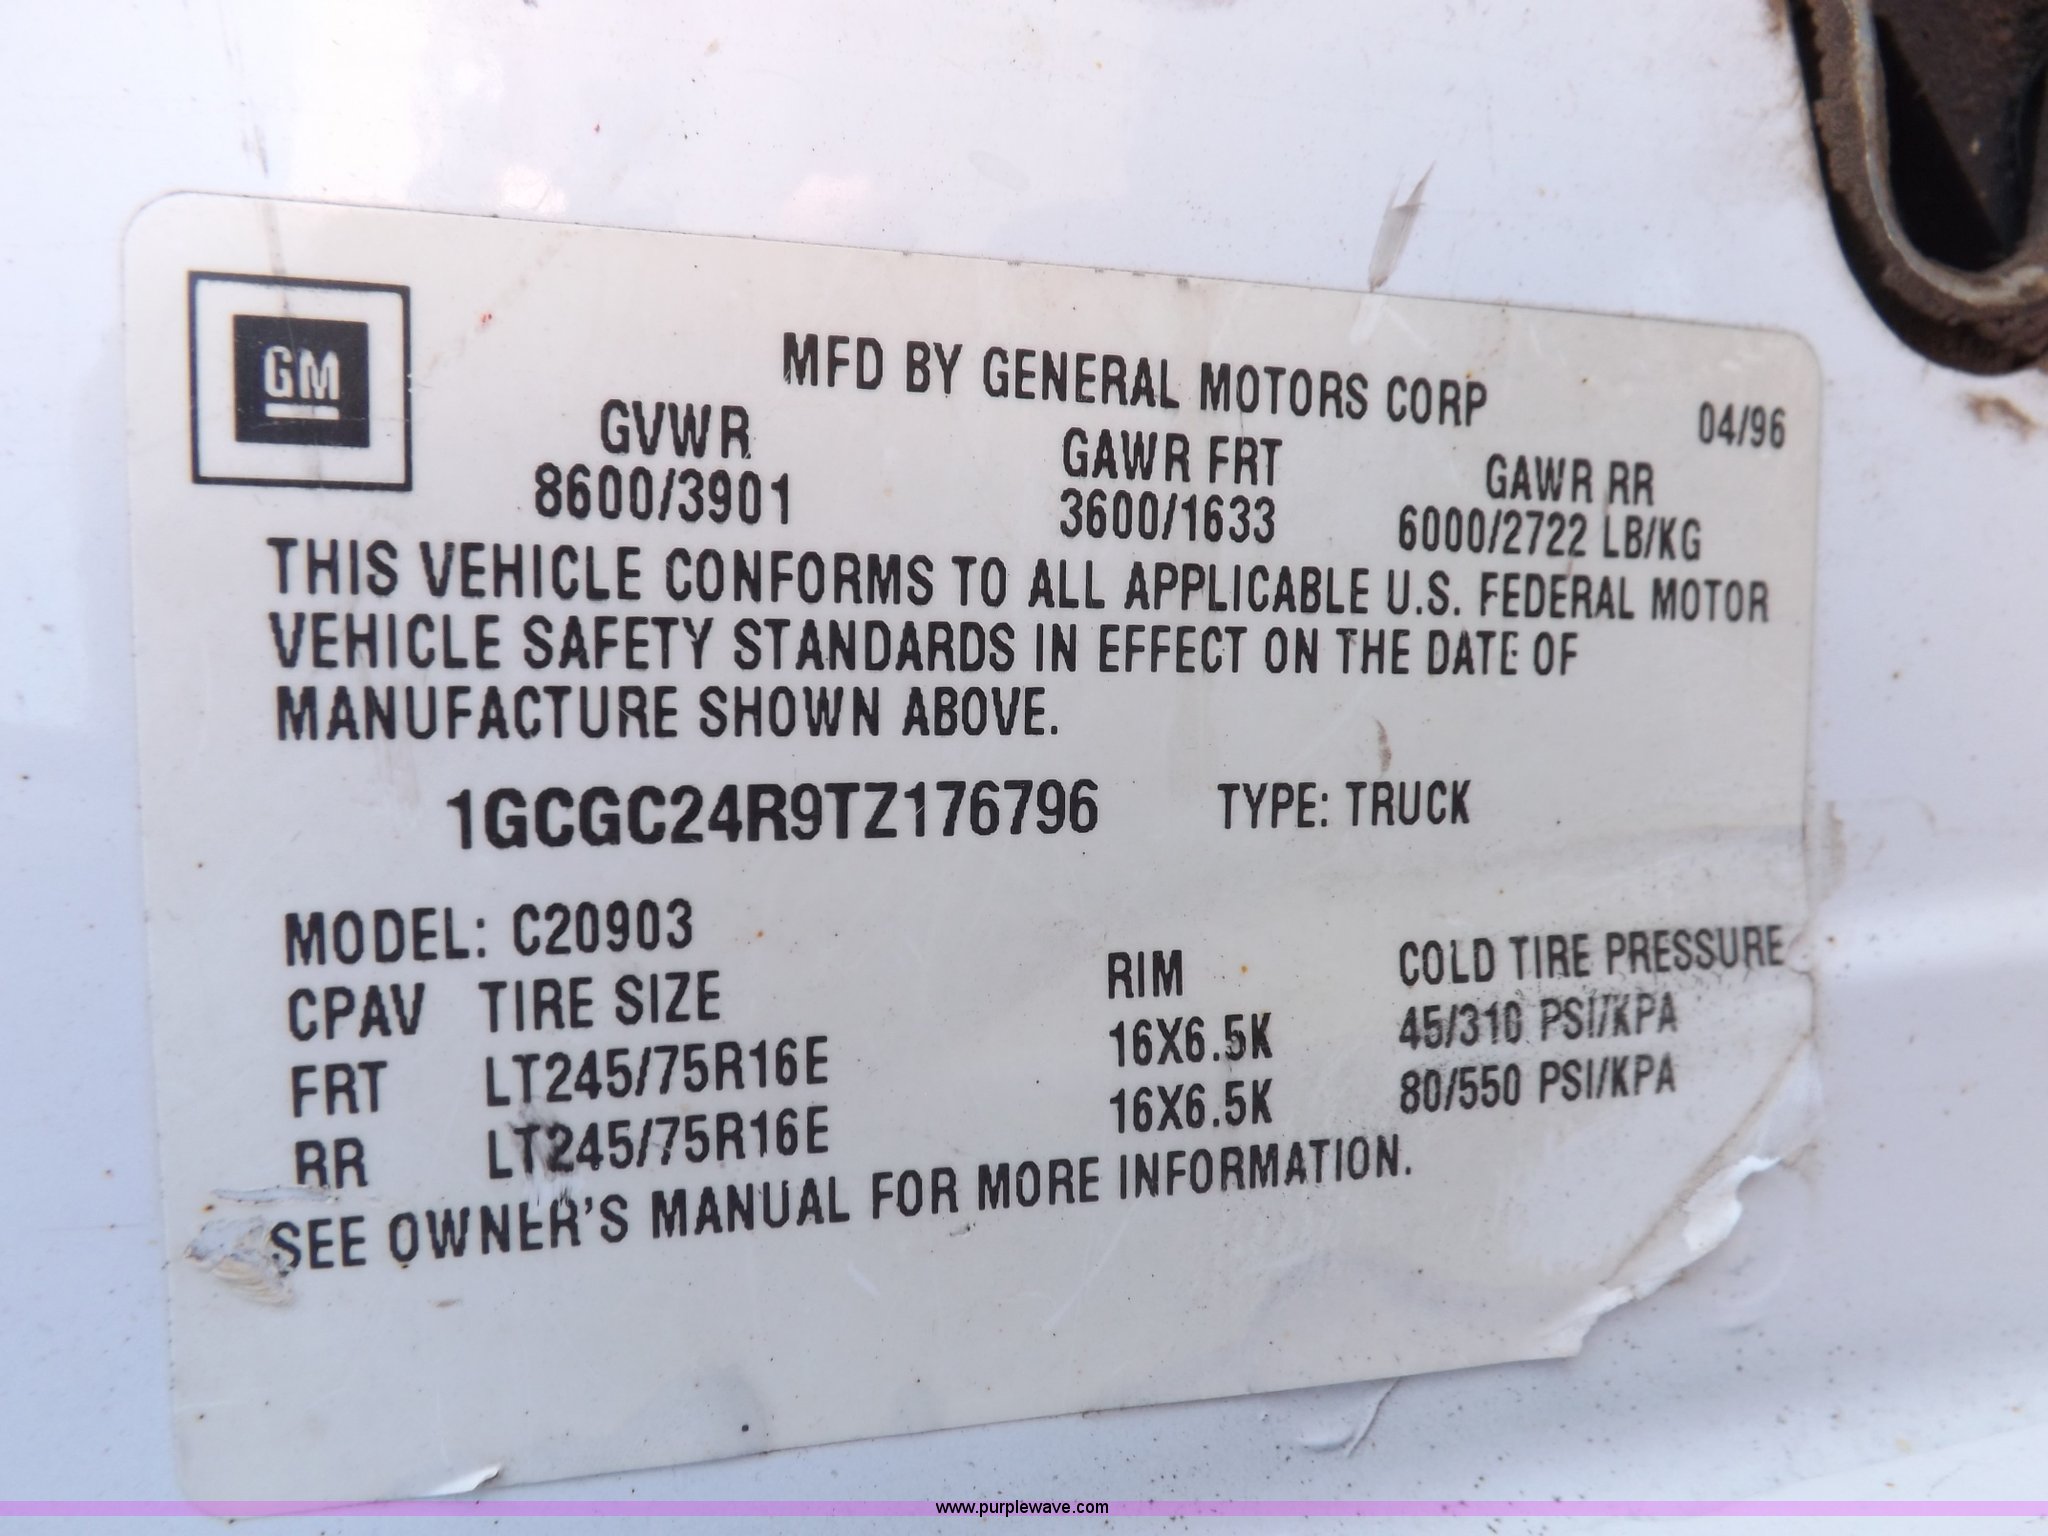 GM
MFD BY GENERAL MOTORS CORP
04/96
GVWR GAWR FRT GAWR RR
8600/3901 3600/1633 6000/2722 LB/KG
THIS VEHICLE CONFORMS TO ALL APPLICABLE U.S. FEDERAL MOTOR
VEHICLE SAFETY STANDARDS IN EFFECT ON THE DATE OF
MANUFACTURE SHOWN ABOVE.
1GCGC24R9TZ176796 TYPE: TRUCK
MODEL: C20903
CPAV TIRE SIZE RIM COLD TIRE PRESSURE
FRT LT245/75R16E 16X6.5K 45/310 PSI/KPA
RR LT245/75R16E 16X6.5K 80/550 PSI/KPA
SEE OWNER'S MANUAL FOR MORE INFORMATION.
www.purplewave.com